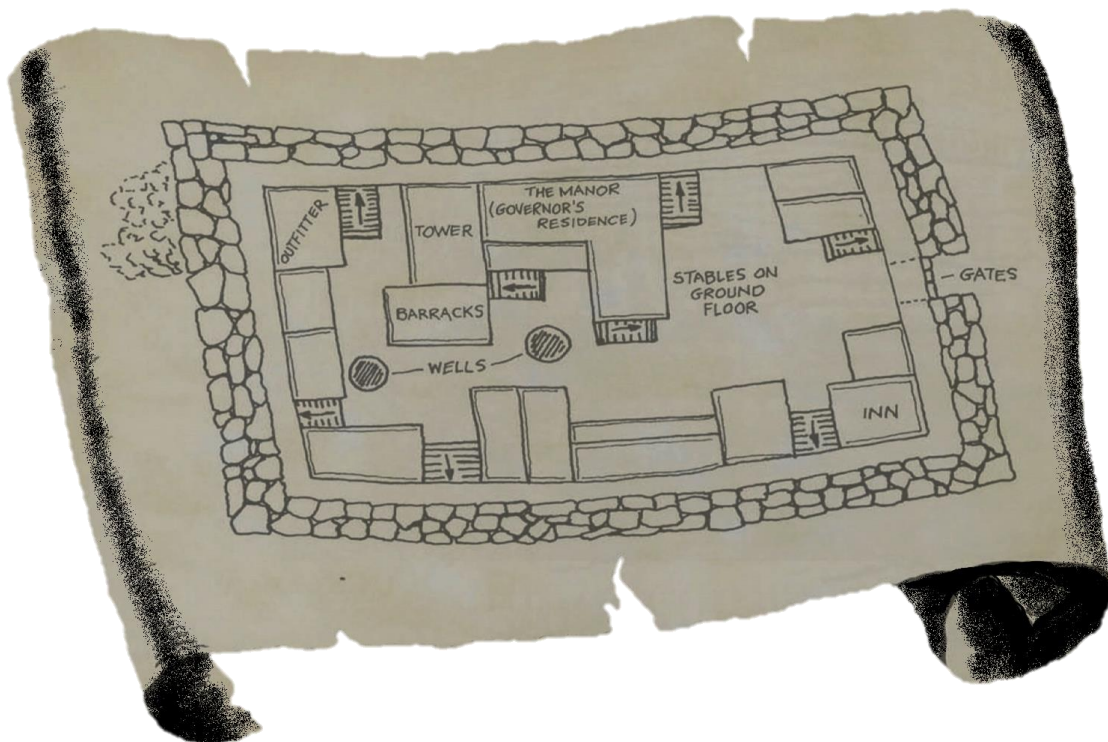 THE MANOR
(GOVERNOR'S
RESIDENCE)
OUTFITTER
TOWER
STABLES ON
GROUND
FLOOR
GATES
BARRACKS
WELLS
INN